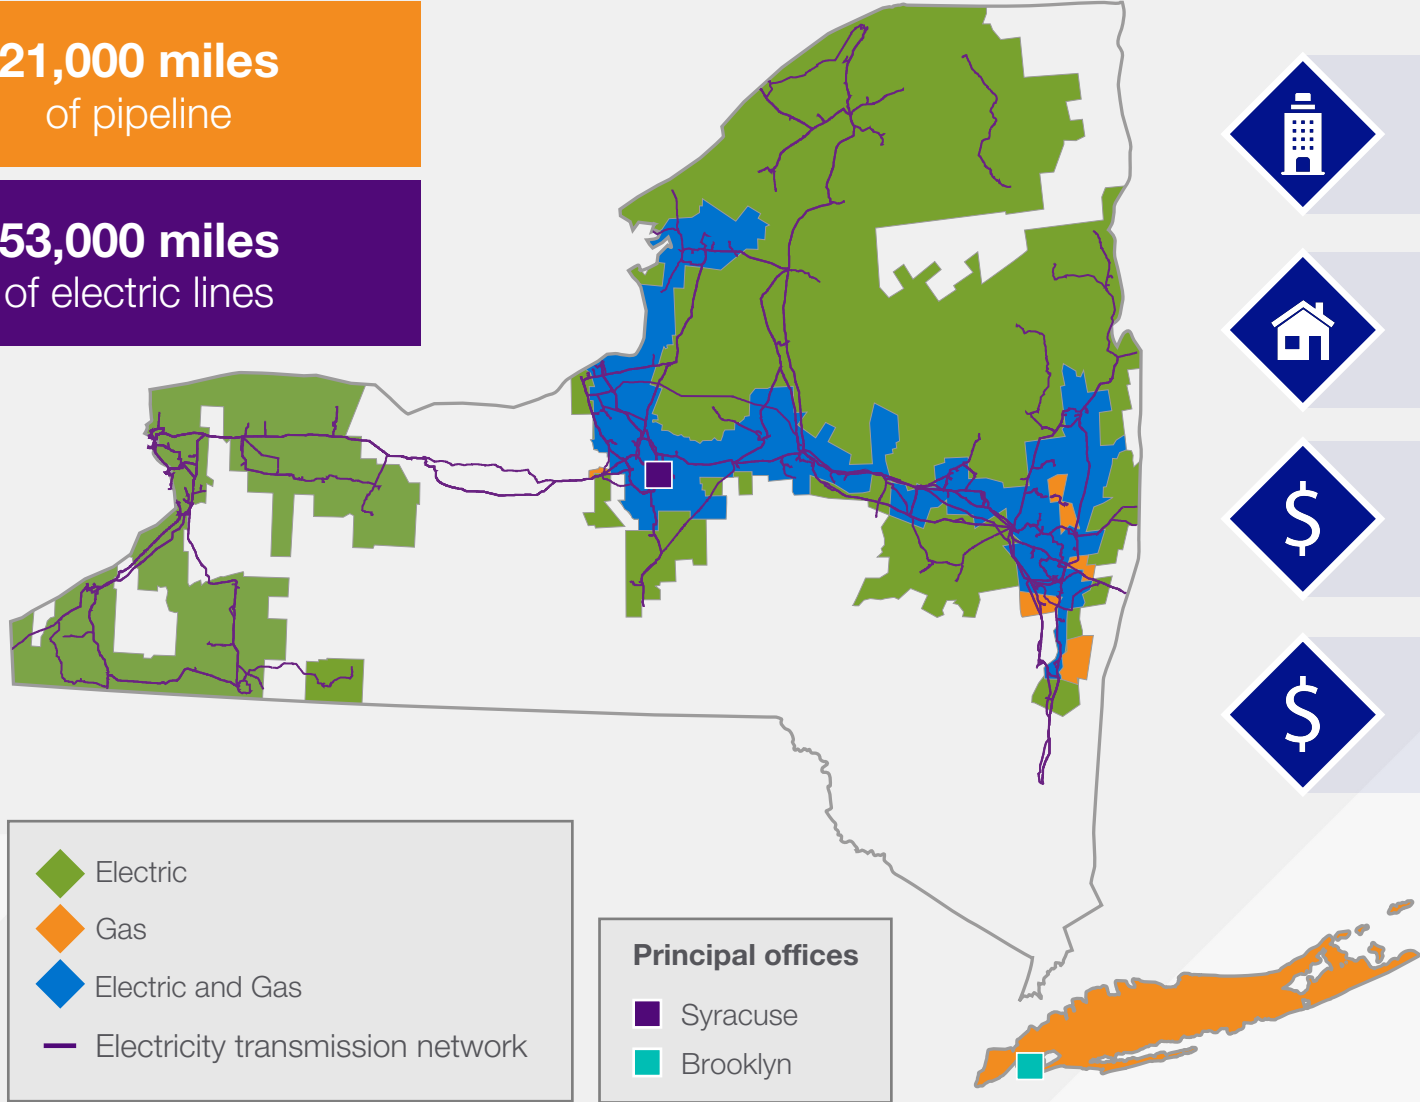 21,000 miles
of pipeline
53,000 miles
of electric lines
$
$
Electric
Gas
Electric and Gas
Electricity transmission network
Principal offices
Syracuse
Brooklyn